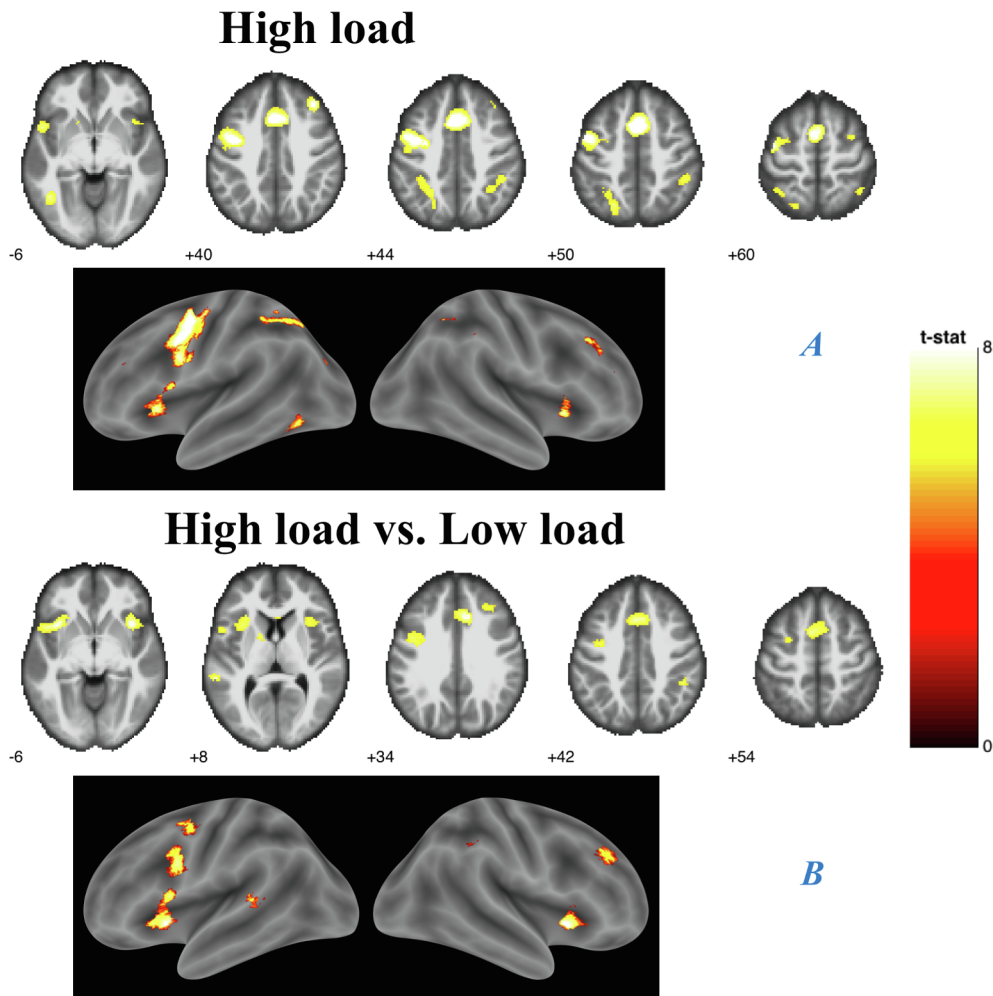 High load
-6 +40 +44 +50 +60
A
t-stat
8
High load vs. Low load
0
-6 +8 +34 +42 +54
B